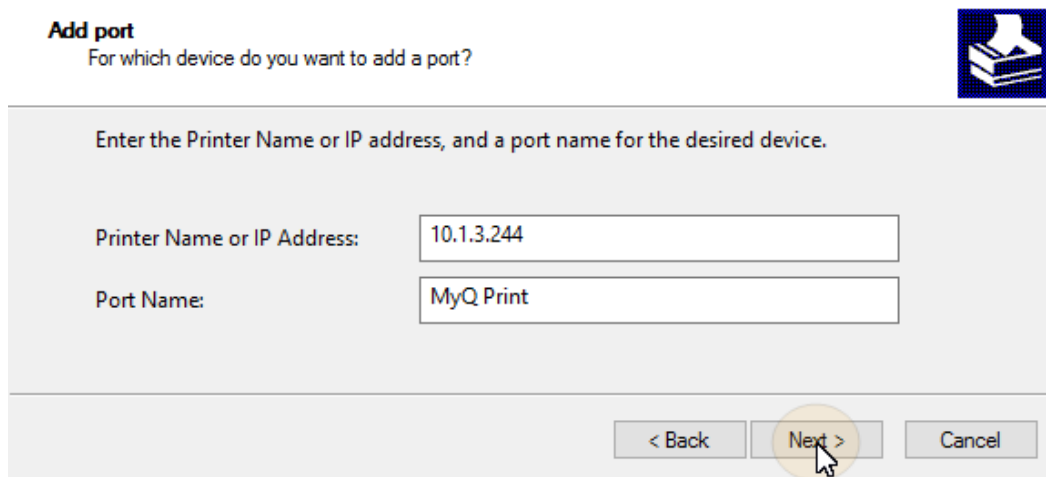 Add port
For which device do you want to add a port?
Enter the Printer Name or IP address, and a port name for the desired device.
Printer Name or IP Address: 10.1.3.244
Port Name: MyQ Print
< Back Next > Cancel